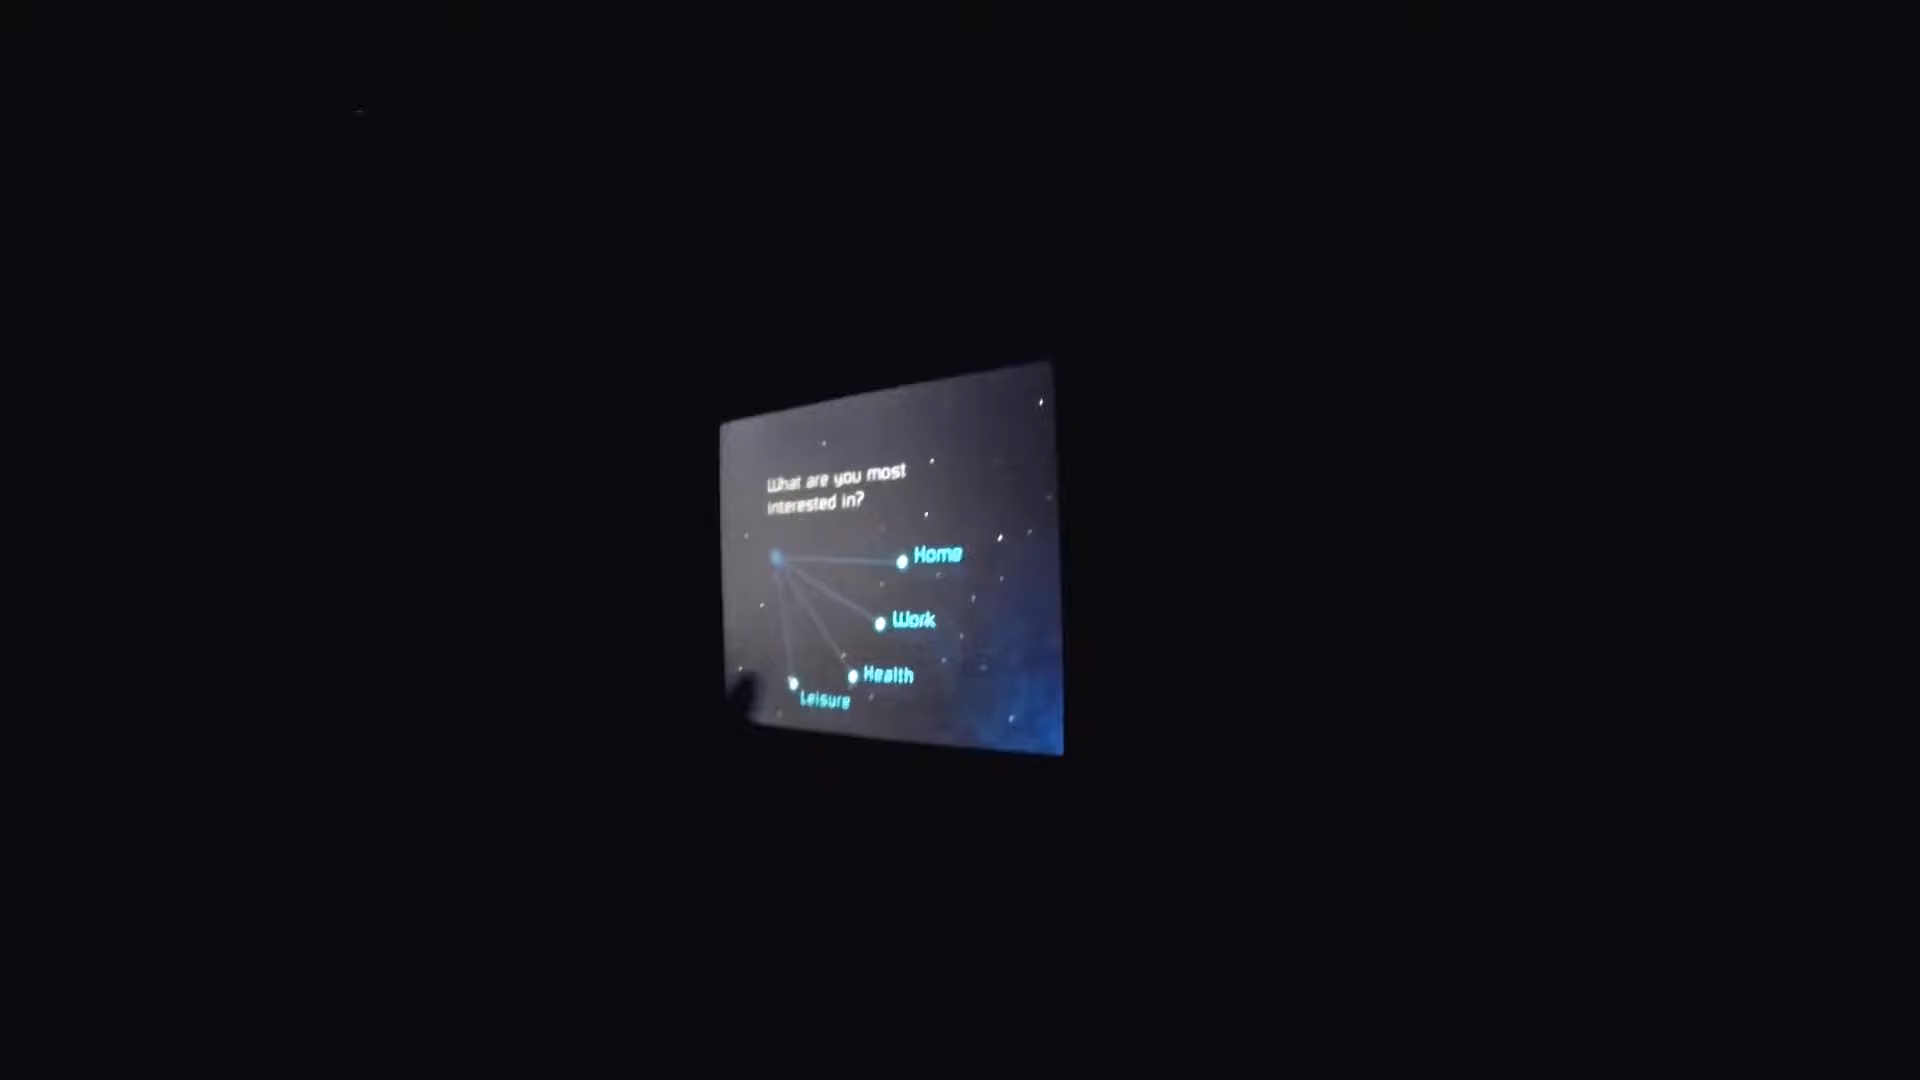 What are you most
interested in?
Home
Work
Health
Leisure